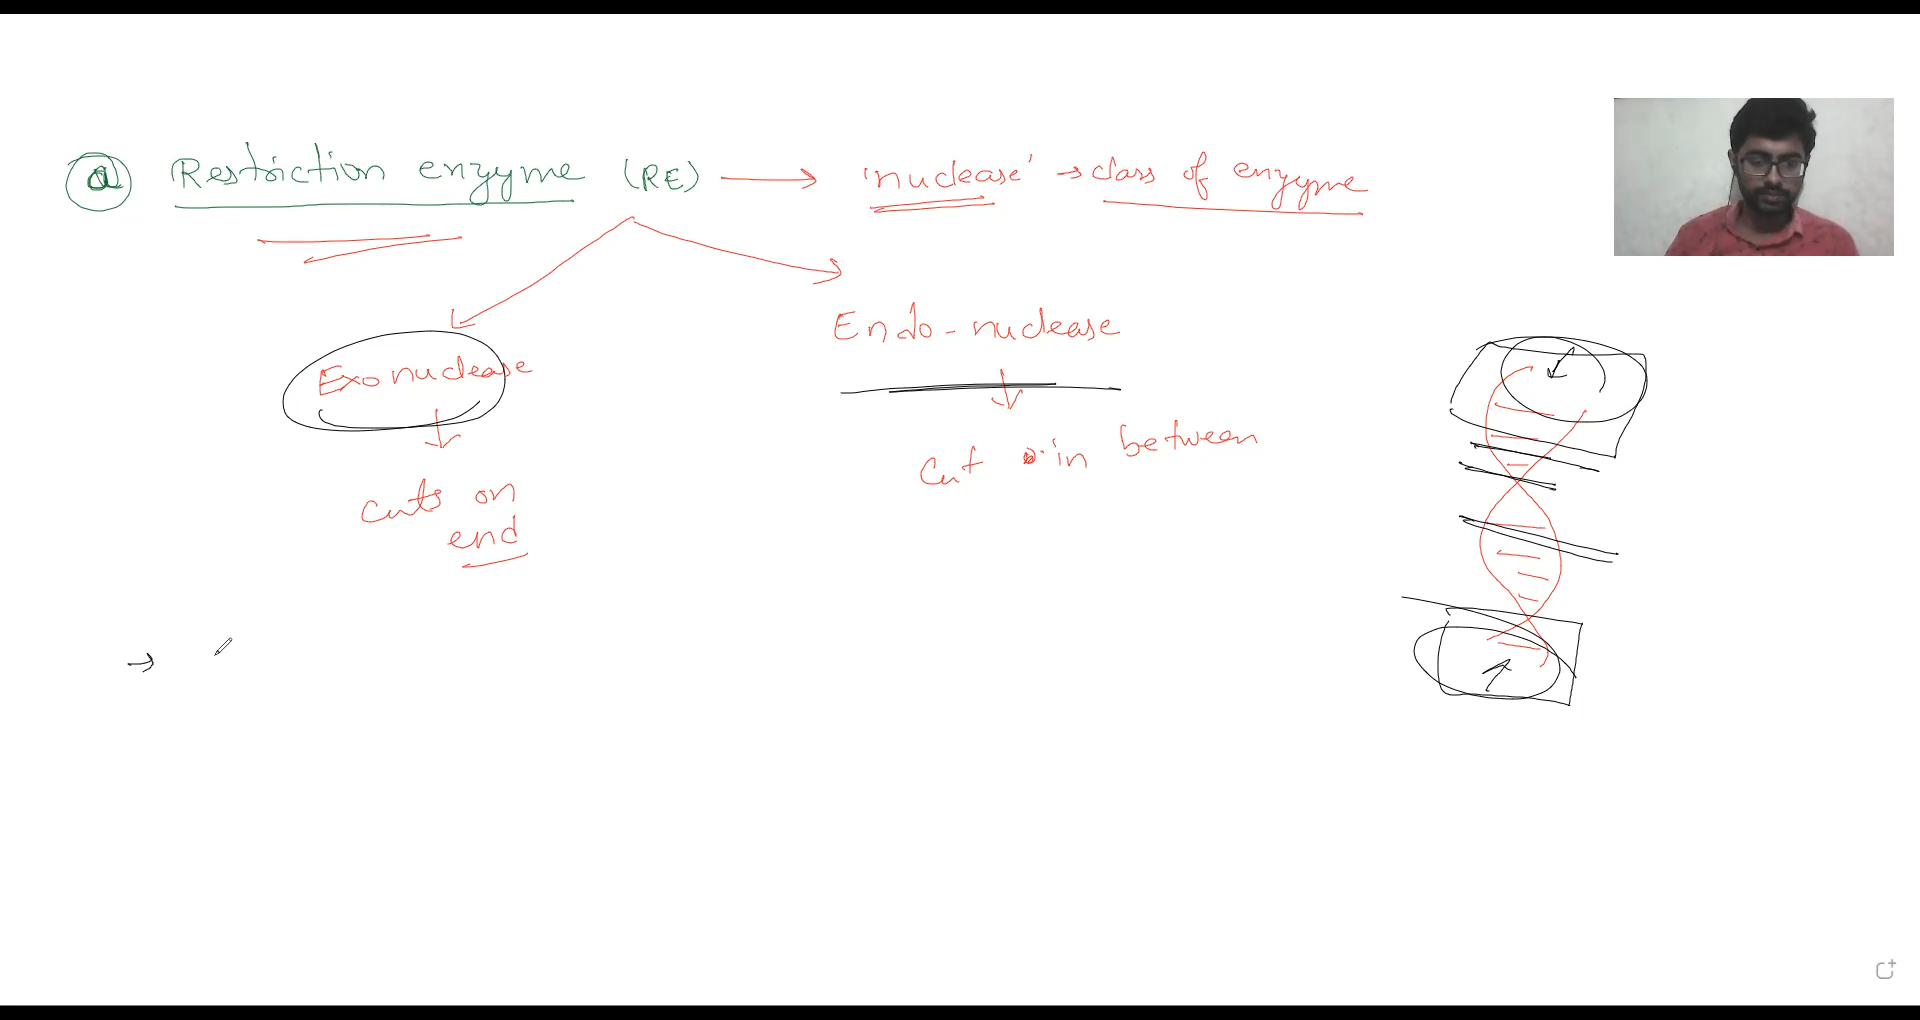 a Restriction enzyme (RE) → 'nuclease' → class of enzyme
Exonuclease
Endo-nuclease
cuts on
end
cut in between
→